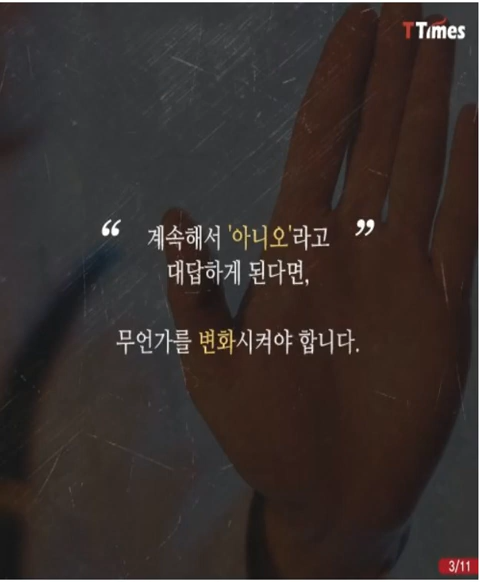 TTimes
“ 계속해서 '아니오'라고 ”
대답하게 된다면,
무언가를 변화시켜야 합니다.
3/11